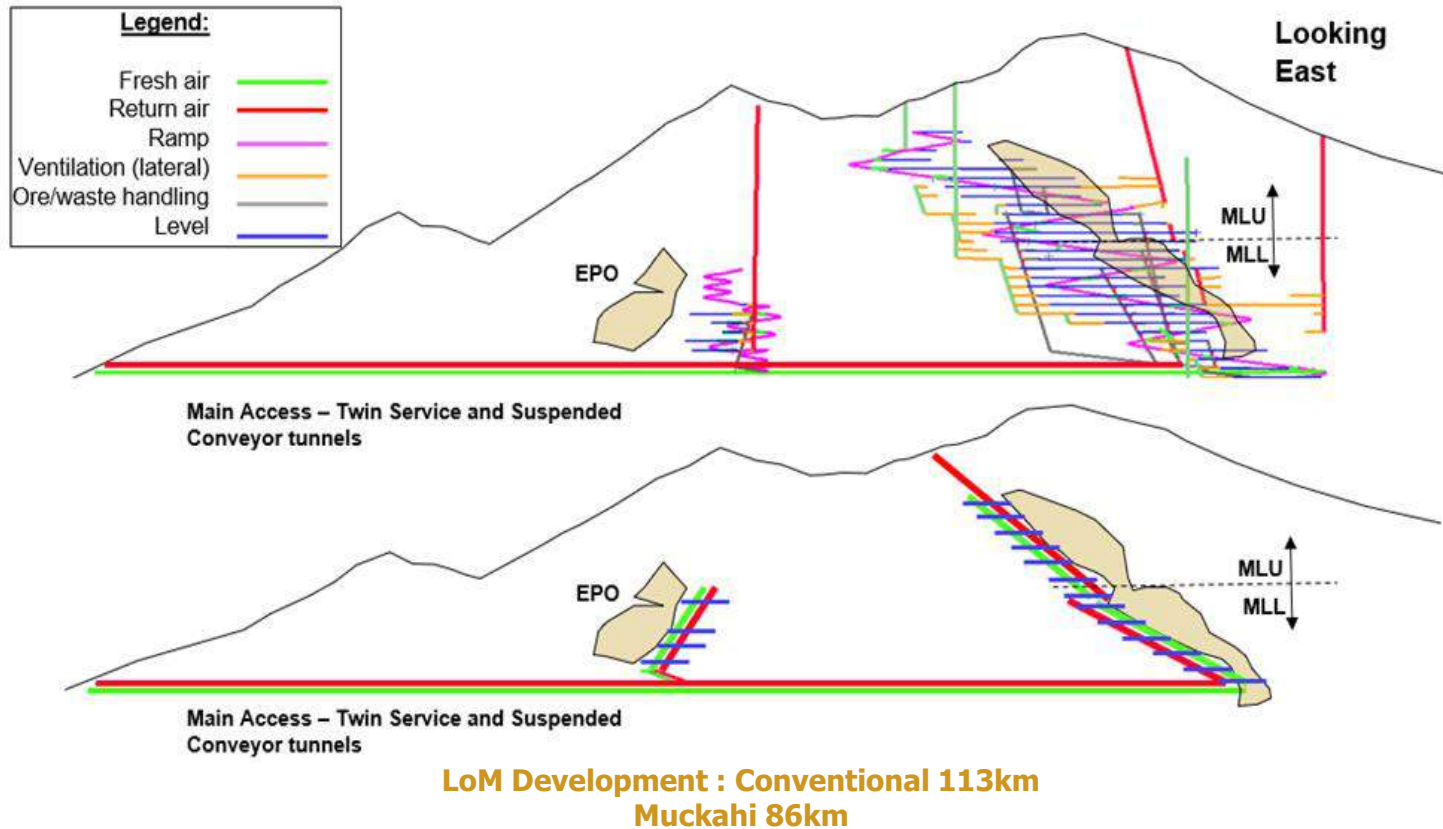 Legend:
Fresh air
Return air
Ramp
Ventilation (lateral)
Ore/waste handling
Level
Looking
East
EPO
MLU
MLL
Main Access – Twin Service and Suspended
Conveyor tunnels
EPO
MLU
MLL
Main Access – Twin Service and Suspended
Conveyor tunnels
LoM Development : Conventional 113km
Muckahi 86km